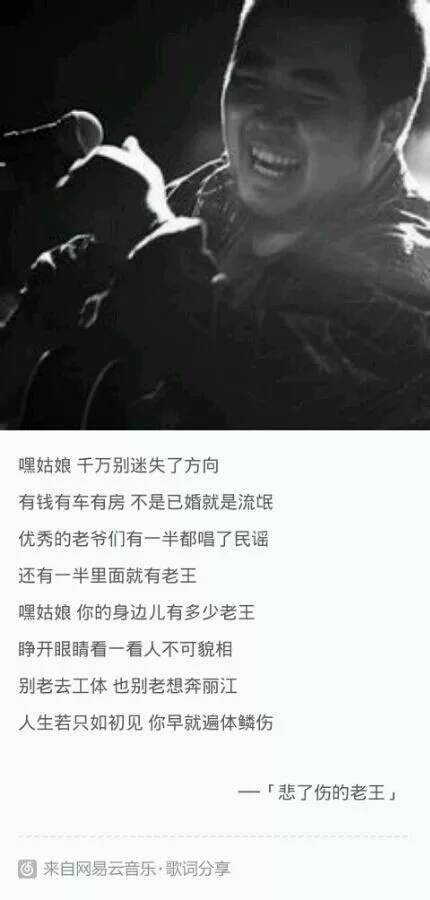 嘿姑娘 千万别迷失了方向
有钱有车有房 不是已婚就是流氓
优秀的老爷们有一半都唱了民谣
还有一半里面就有老王
嘿姑娘 你的身边儿有多少老王
睁开眼睛看一看人不可貌相
别老去工体 也别老想奔丽江
人生若只如初见 你早就遍体鳞伤
──「悲了伤的老王」
来自网易云音乐·歌词分享